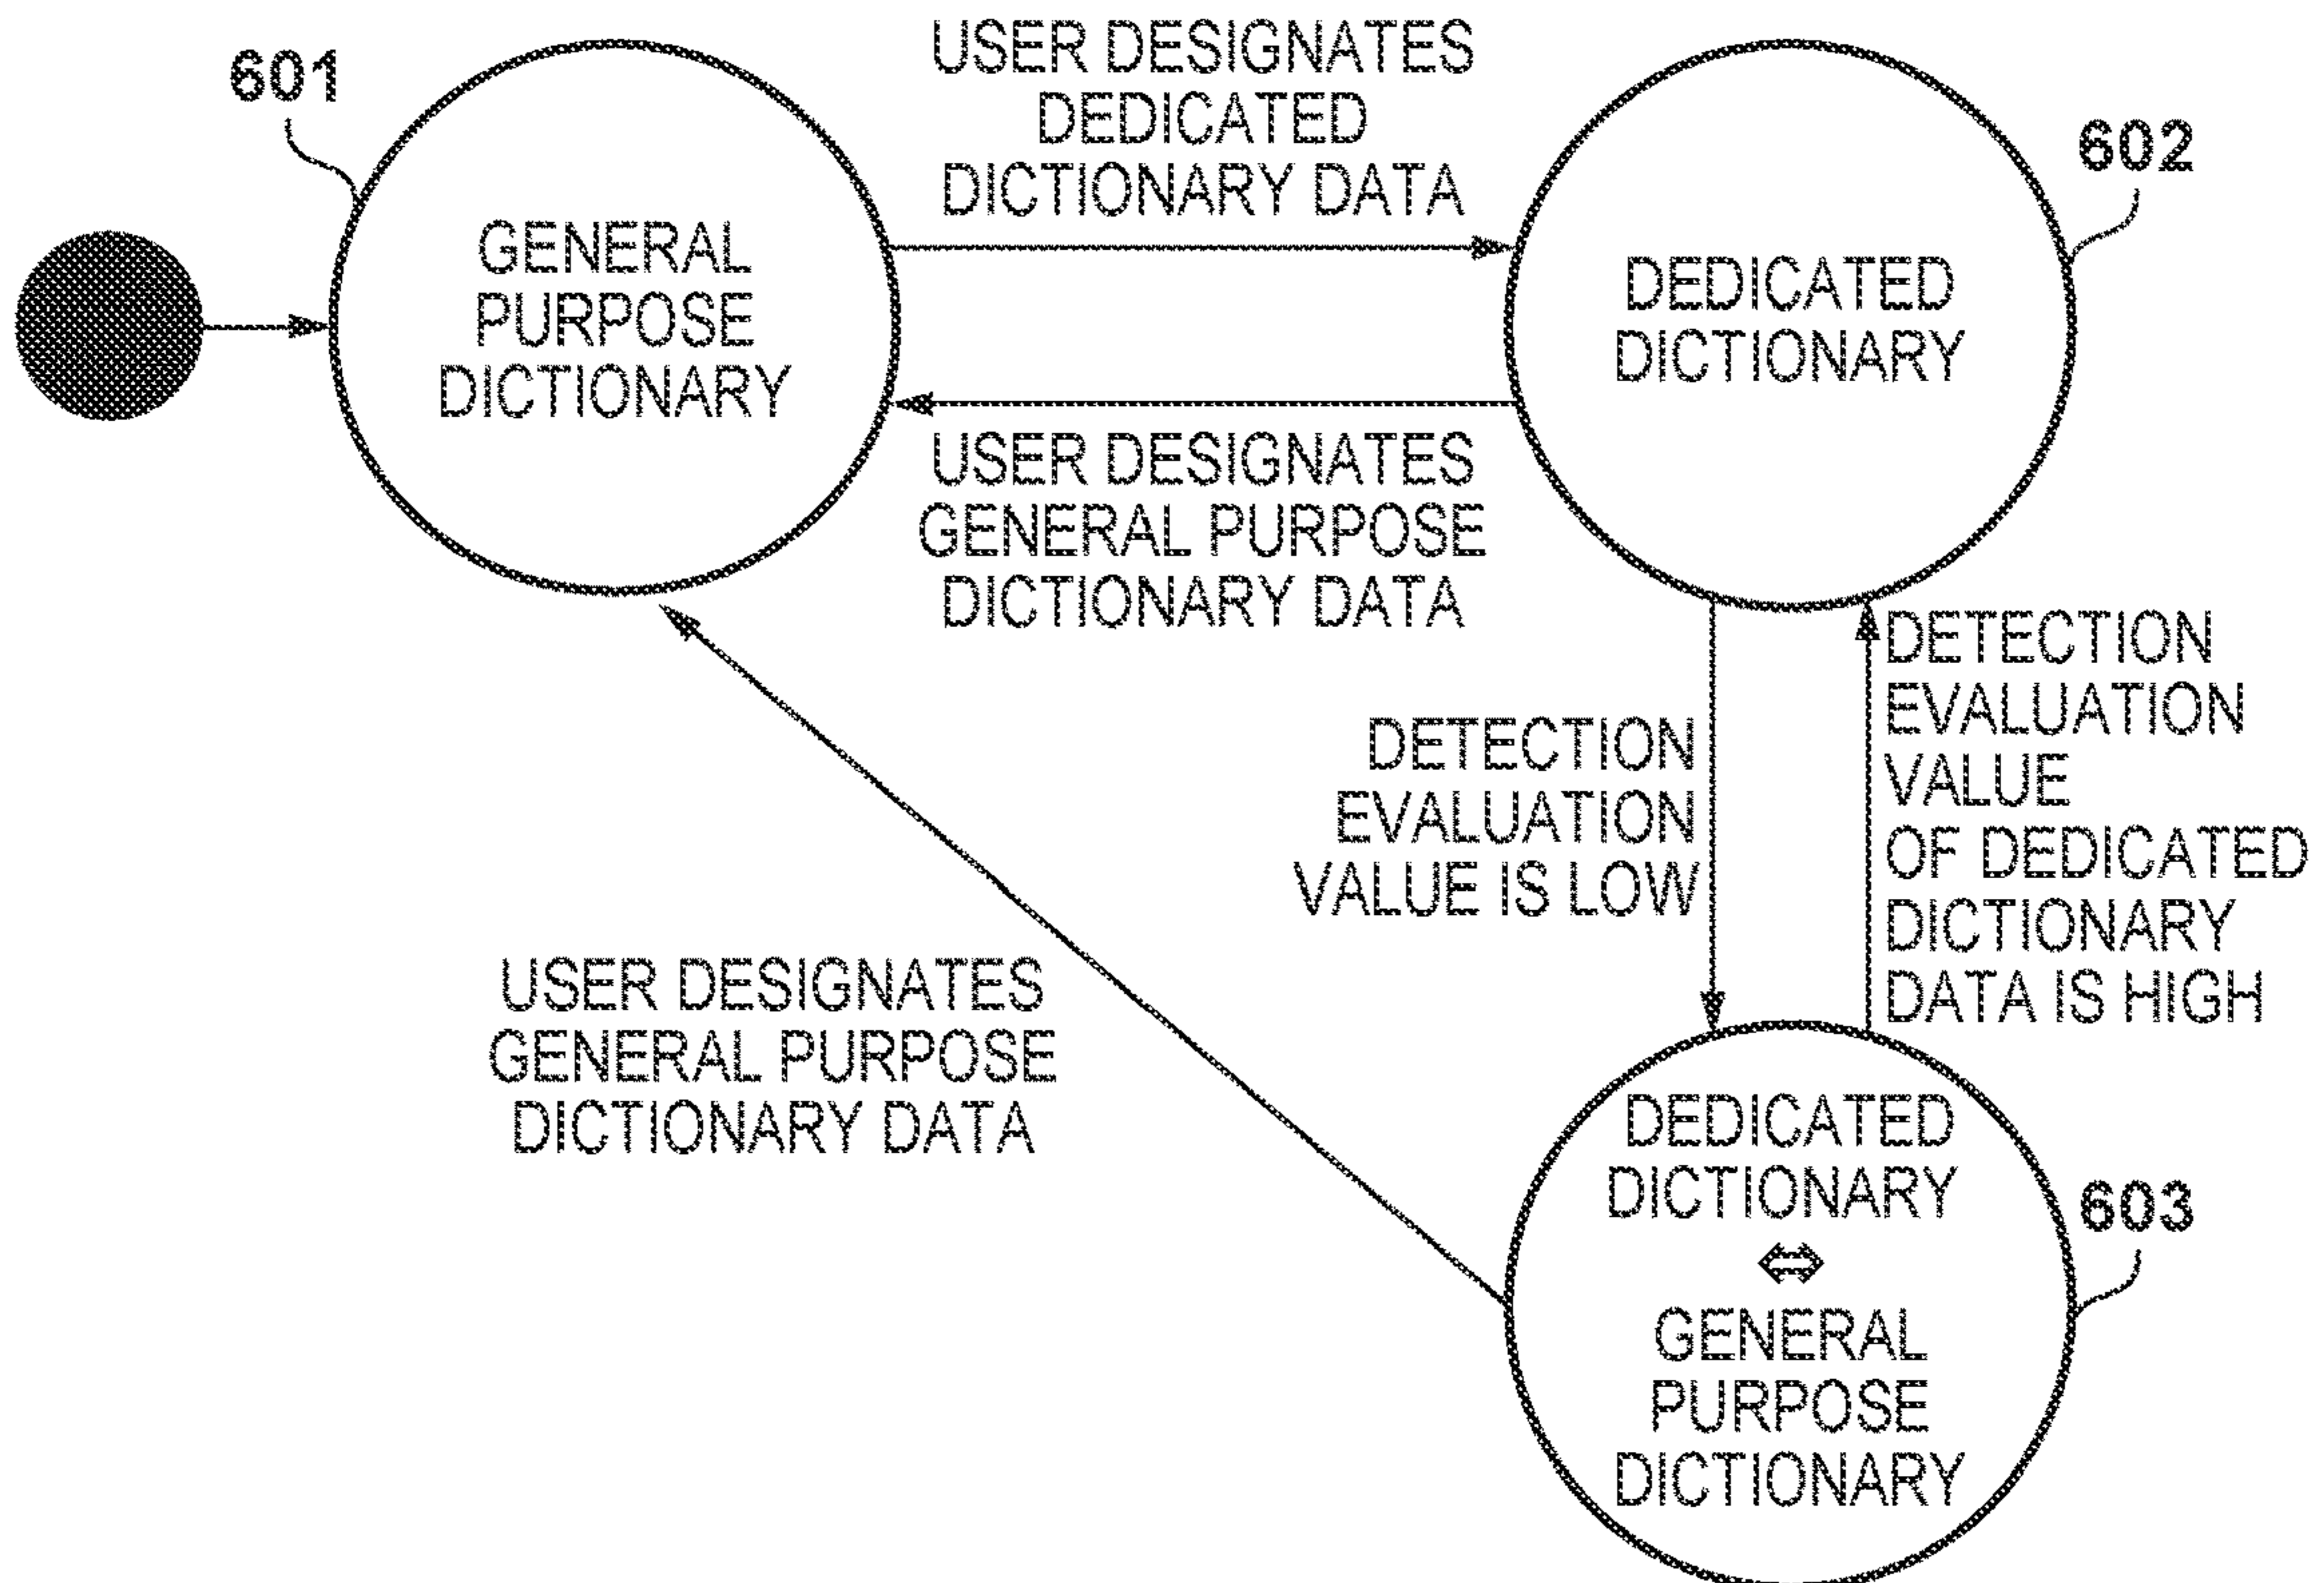 601
GENERAL
PURPOSE
DICTIONARY
USER DESIGNATES
DEDICATED
DICTIONARY DATA
602
DEDICATED
DICTIONARY
USER DESIGNATES
GENERAL PURPOSE
DICTIONARY DATA
DETECTION
EVALUATION
VALUE IS LOW
DETECTION
EVALUATION
VALUE
OF DEDICATED
DICTIONARY
DATA IS HIGH
USER DESIGNATES
GENERAL PURPOSE
DICTIONARY DATA
603
DEDICATED
DICTIONARY
⇔
GENERAL
PURPOSE
DICTIONARY